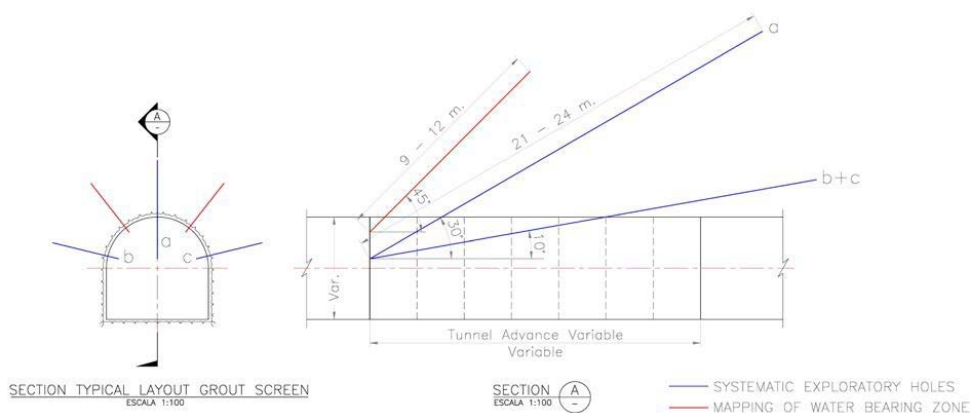 A
-
a
b
c
SECTION TYPICAL LAYOUT GROUT SCREEN
ESCALA 1:100
a
9 - 12 m.
21 - 24 m.
45°
30°
10°
b+c
Var.
Tunnel Advance Variable
Variable
SECTION A
ESCALA 1:100 -
SYSTEMATIC EXPLORATORY HOLES
MAPPING OF WATER BEARING ZONE